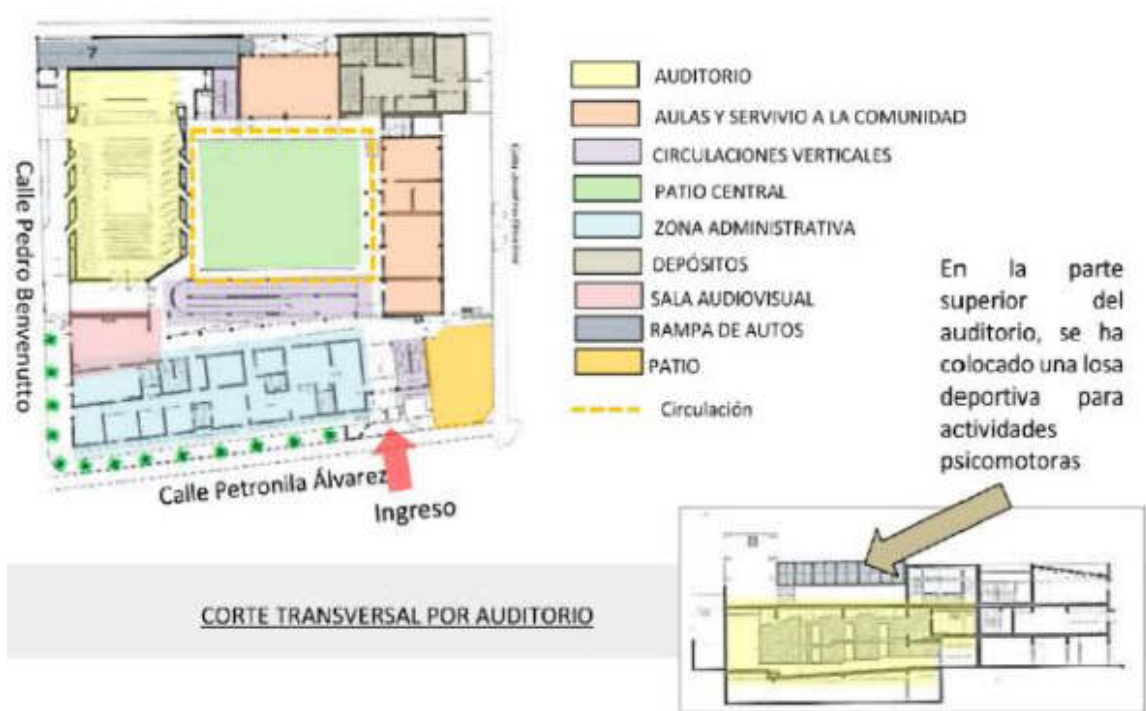 7
Calle Pedro Benvenutto
Calle Petronila Álvarez
Ingreso
AUDITORIO
AULAS Y SERVIVIO A LA COMUNIDAD
CIRCULACIONES VERTICALES
PATIO CENTRAL
ZONA ADMINISTRATIVA
DEPÓSITOS
SALA AUDIOVISUAL
RAMPA DE AUTOS
PATIO
Circulación
En la parte
superior del
auditorio, se ha
colocado una losa
deportiva para
actividades
psicomotoras
CORTE TRANSVERSAL POR AUDITORIO